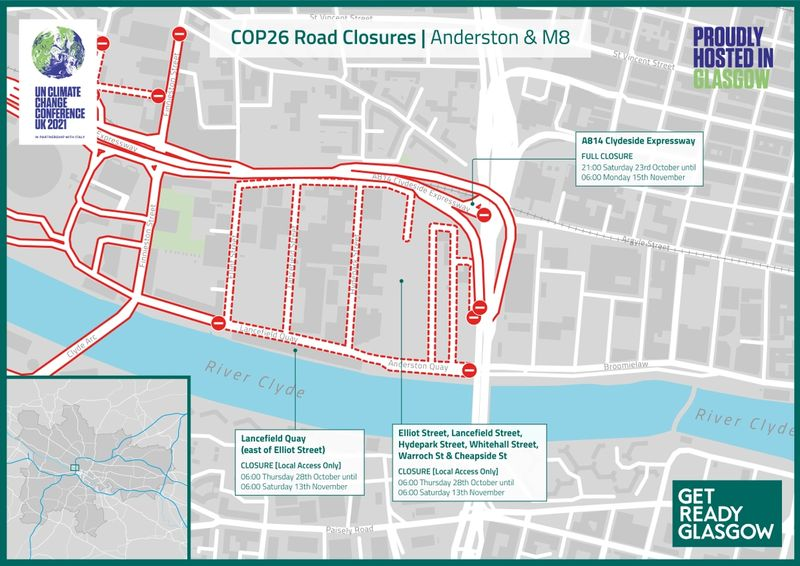 St Vincent Street
COP26 Road Closures | Anderston & M8
St Vincent Street
PROUDLY
HOSTED IN
GLASGOW
UN CLIMATE
CHANGE
CONFERENCE
UK 2021
IN PARTNERSHIP WITH ITALY
Finnieston Street
Expressway
A814 Clydeside Expressway
FULL CLOSURE
21:00 Saturday 23rd October until
06:00 Monday 15th November
A814 Clydeside Expressway
Argyle Street
Finnieston Street
Lancefield Quay
Anderston Quay
Broomielaw
Clyde Arc
River Clyde
River Clyde
Lancefield Quay
(east of Elliot Street)
CLOSURE [Local Access Only]
06:00 Thursday 28th October until
06:00 Saturday 13th November
Elliot Street, Lancefield Street,
Hydepark Street, Whitehall Street,
Warroch St & Cheapside St
CLOSURE [Local Access Only]
06:00 Thursday 28th October until
06:00 Saturday 13th November
Paisely Road
GET
READY
GLASGOW